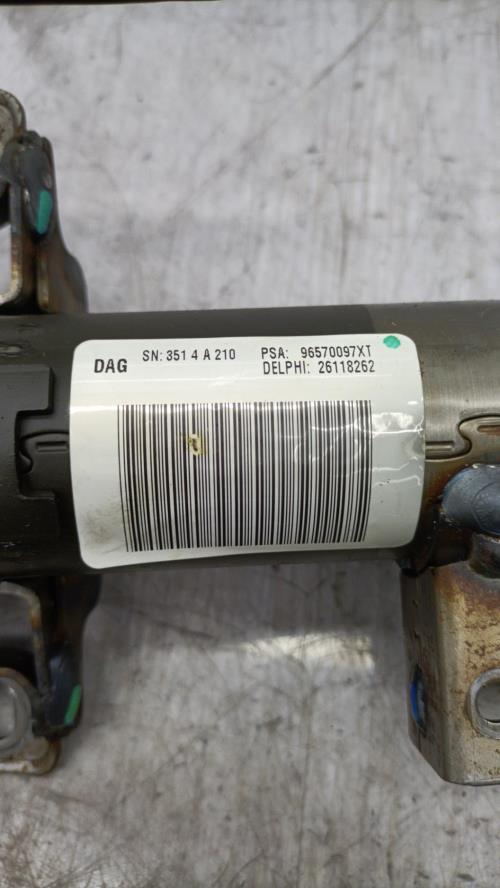 DAG SN: 351 4 A 210 PSA: 96570097XT
DELPHI: 26118262